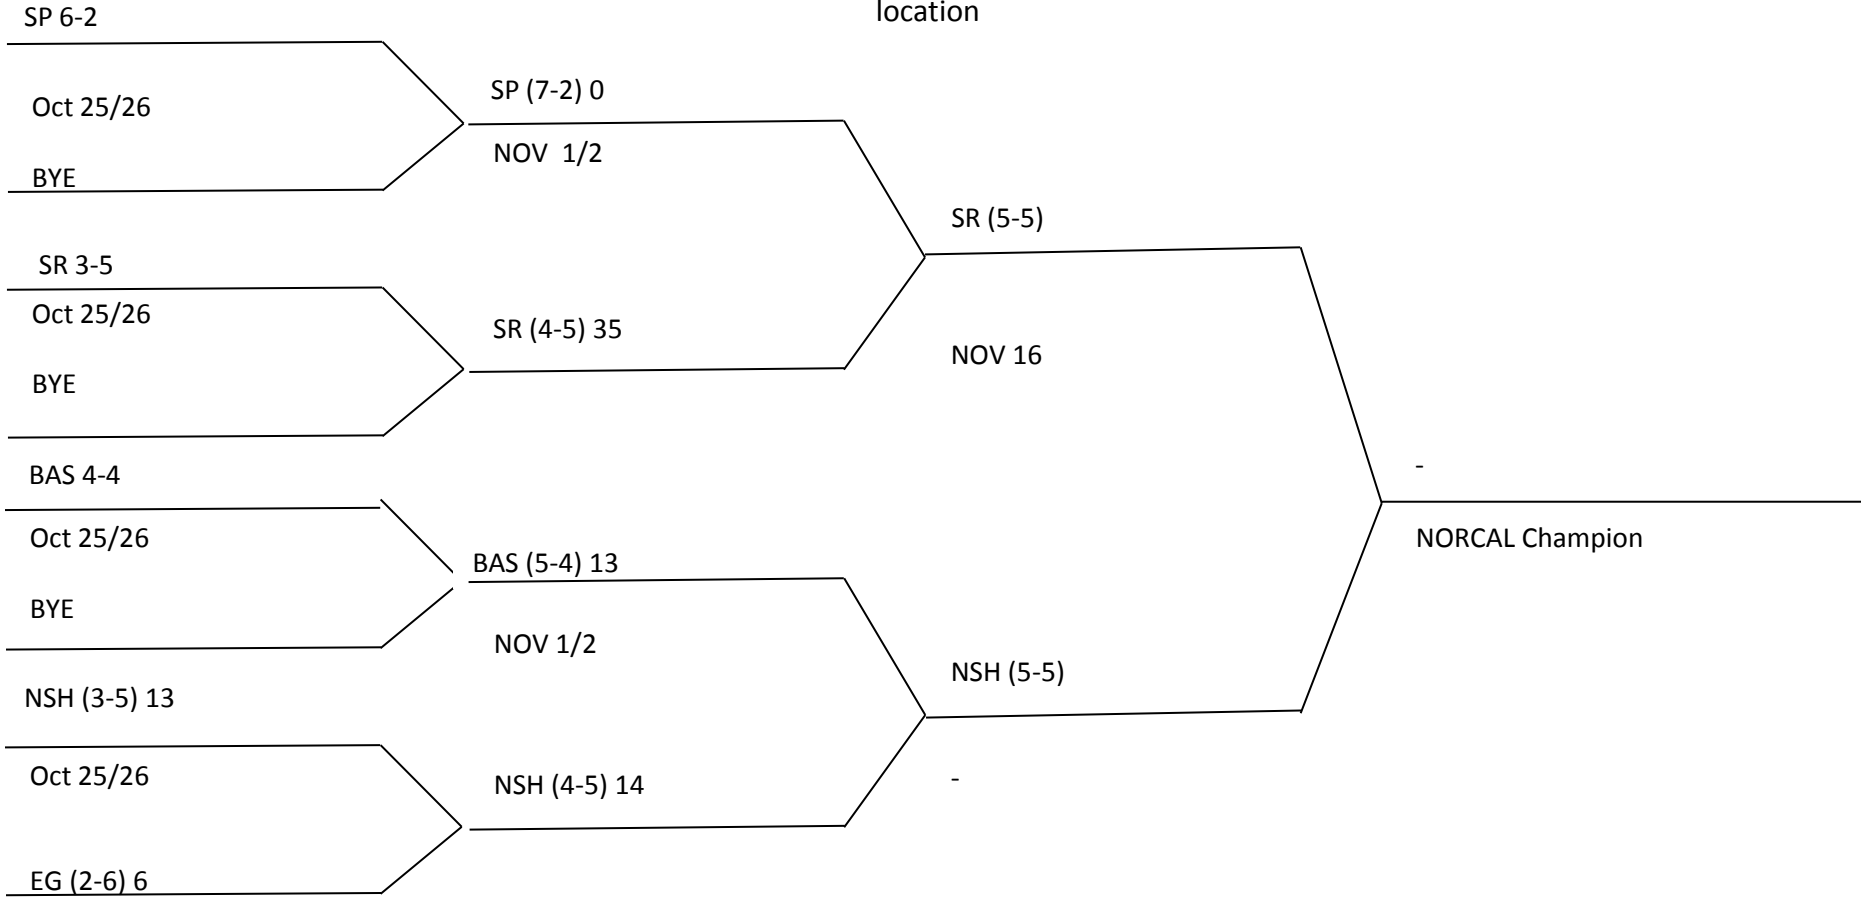 location
SP 6-2
Oct 25/26
BYE
SR 3-5
Oct 25/26
BYE
BAS 4-4
Oct 25/26
BYE
NSH (3-5) 13
Oct 25/26
EG (2-6) 6
SP (7-2) 0
NOV  1/2
SR (4-5) 35
BAS (5-4) 13
NOV 1/2
NSH (4-5) 14
SR (5-5)
NOV 16
NSH (5-5)
-
-
NORCAL Champion